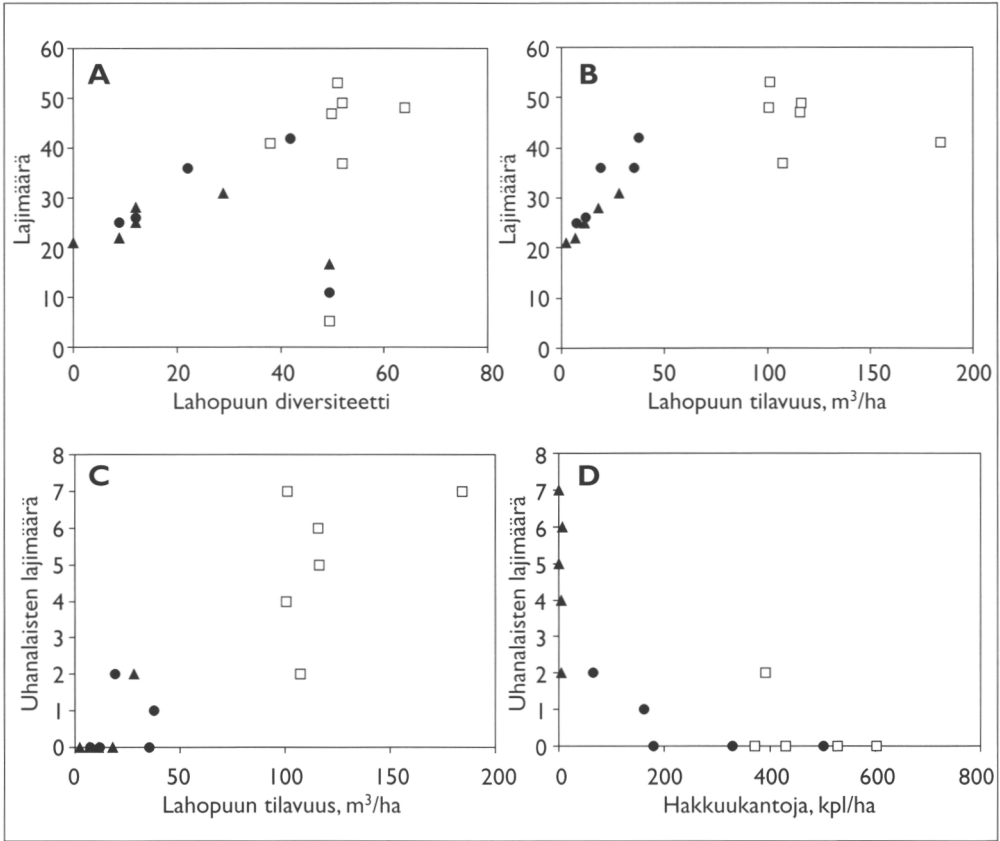 A
60
50
40
30
20
10
0
Lajimäärä
0 20 40 60 80
Lahopuun diversiteetti
B
60
50
40
30
20
10
0
Lajimäärä
0 50 100 150 200
Lahopuun tilavuus, m³/ha
C
8
7
6
5
4
3
2
1
0
Uhanalaisten lajimäärä
0 50 100 150 200
Lahopuun tilavuus, m³/ha
D
8
7
6
5
4
3
2
1
0
Uhanalaisten lajimäärä
0 200 400 600 800
Hakkuukantoja, kpl/ha